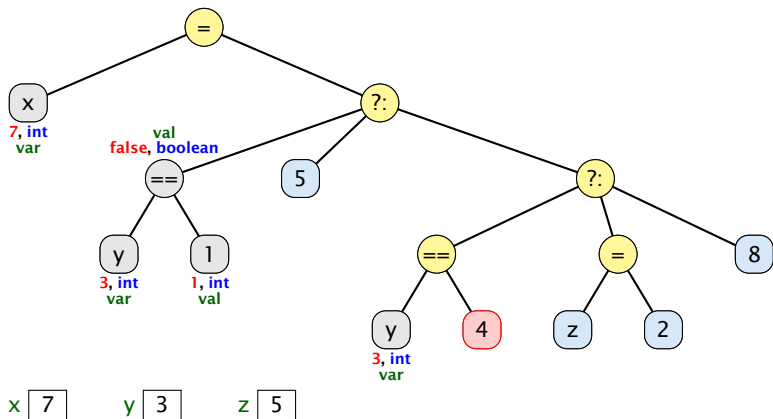 =
x
?:
7, int
var
val
false, boolean
==
5
?:
y
1
==
=
8
3, int
var
1, int
val
y
4
z
2
3, int
var
x 7 y 3 z 5